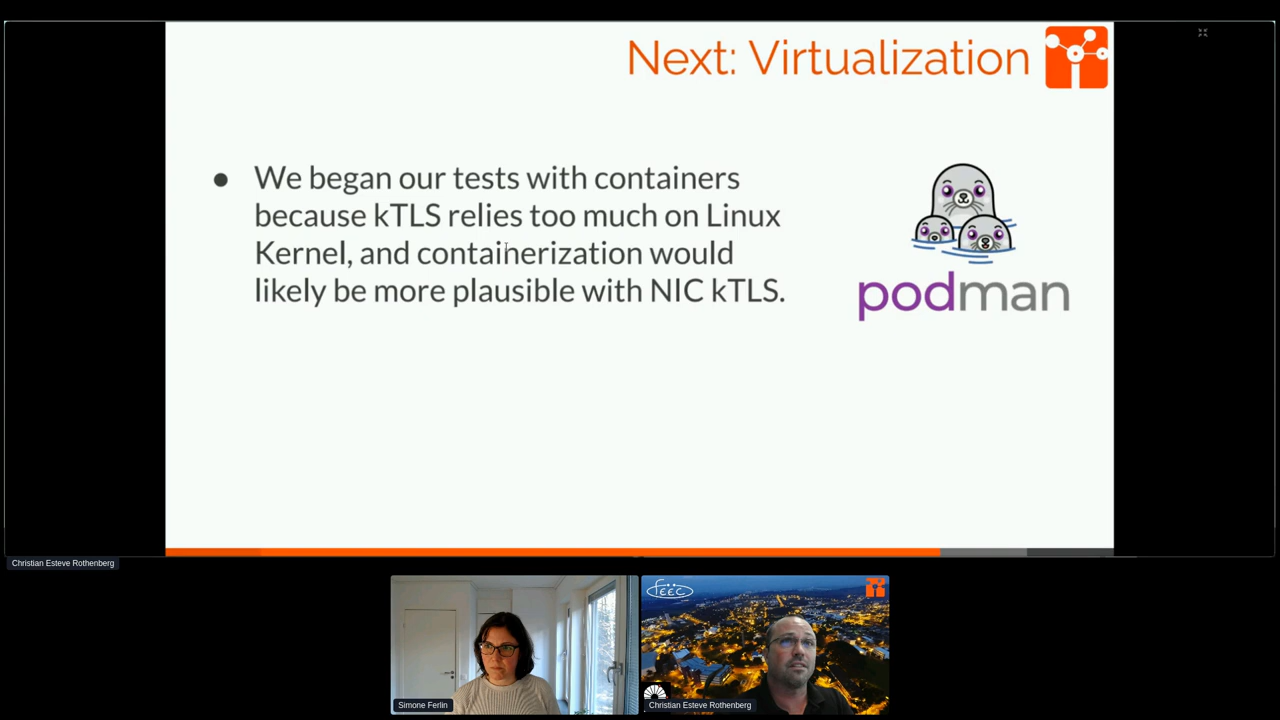 Next: Virtualization
● We began our tests with containers
because kTLS relies too much on Linux
Kernel, and containerization would
likely be more plausible with NIC kTLS.
podman
Christian Esteve Rothenberg
feec
Simone Ferlin
Christian Esteve Rothenberg